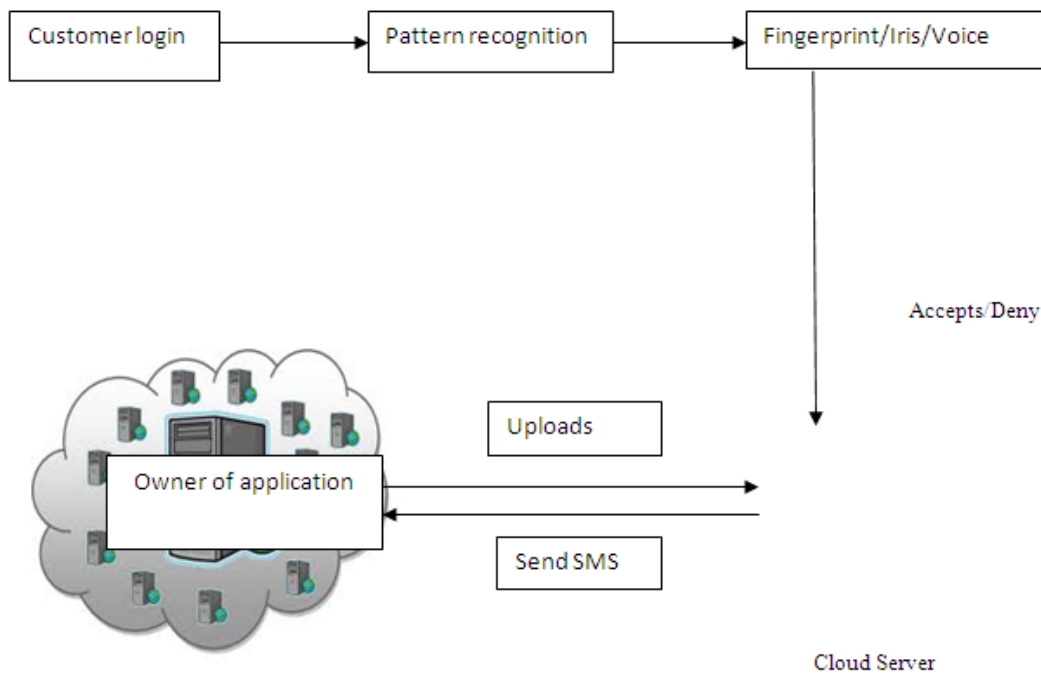 Customer login
Pattern recognition
Fingerprint/Iris/Voice
Accepts/Deny
Uploads
Owner of application
Send SMS
Cloud Server